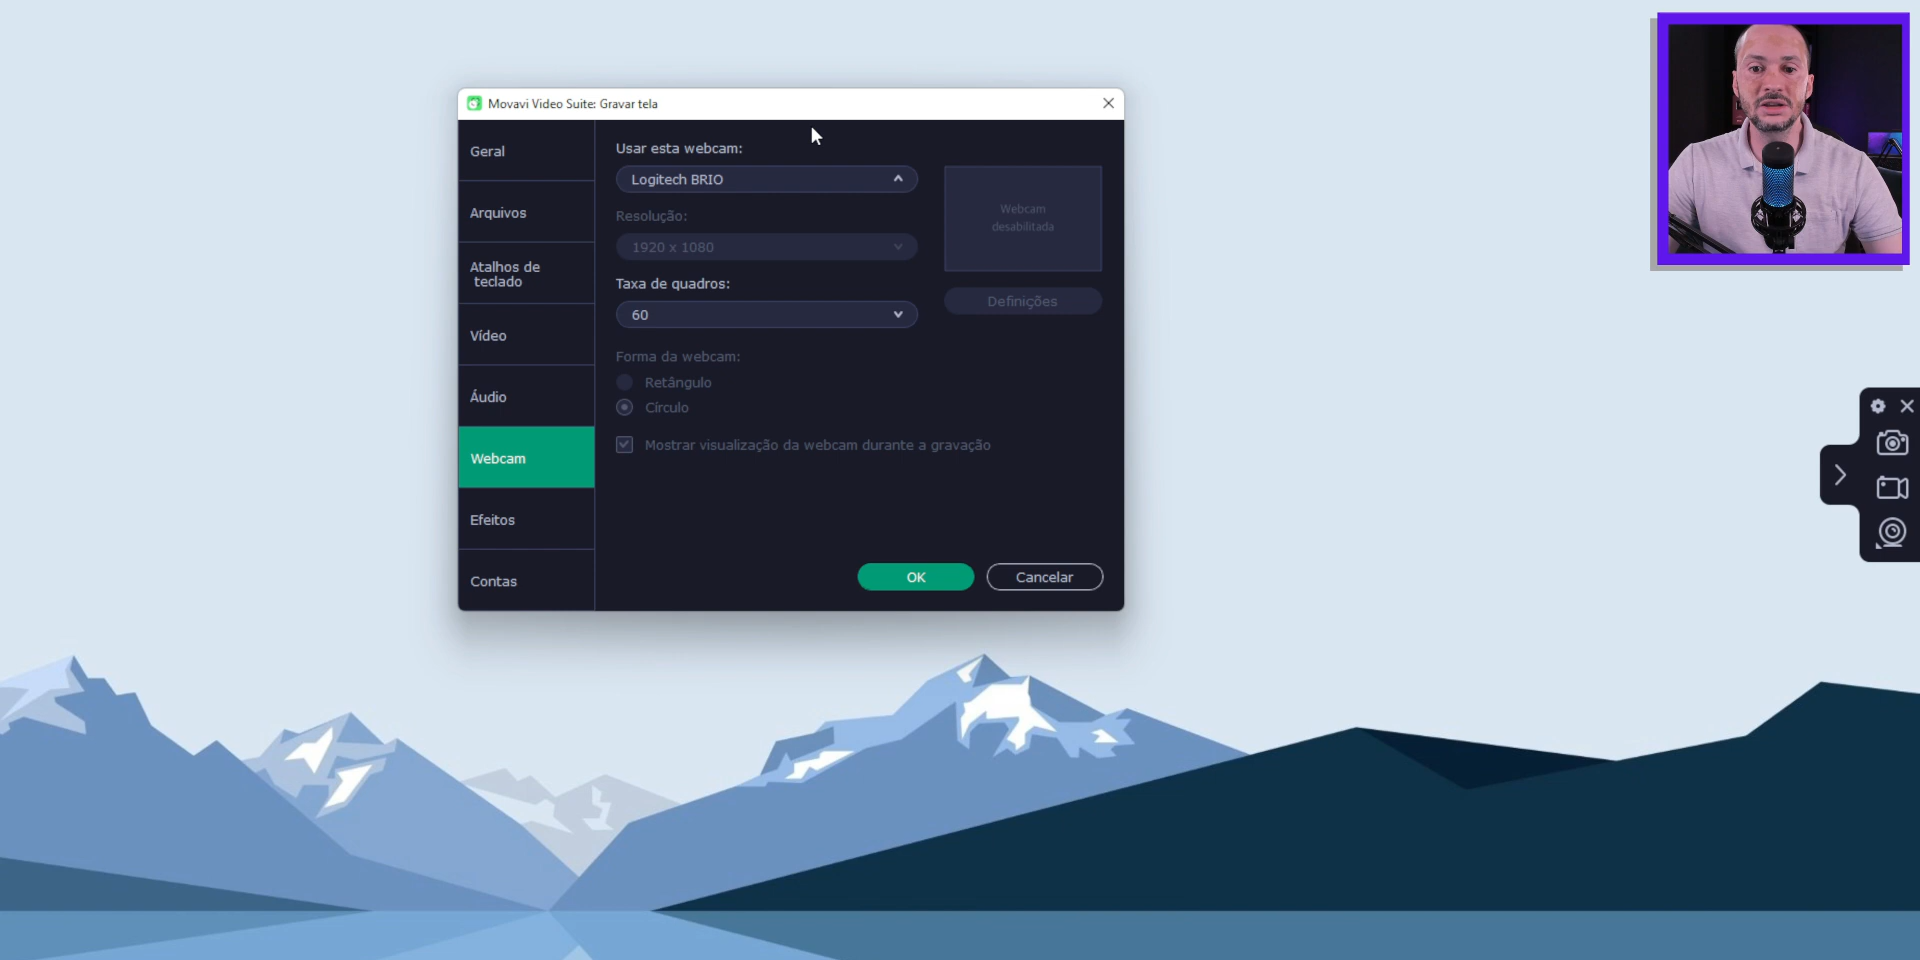 Movavi Video Suite: Gravar tela
Geral
Arquivos
Atalhos de
teclado
Vídeo
Áudio
Webcam
Efeitos
Contas
Usar esta webcam:
Logitech BRIO
Resolução:
1920 x 1080
Taxa de quadros:
60
Webcam
desabilitada
Definições
Forma da webcam:
Retângulo
Círculo
Mostrar visualização da webcam durante a gravação
OK
Cancelar